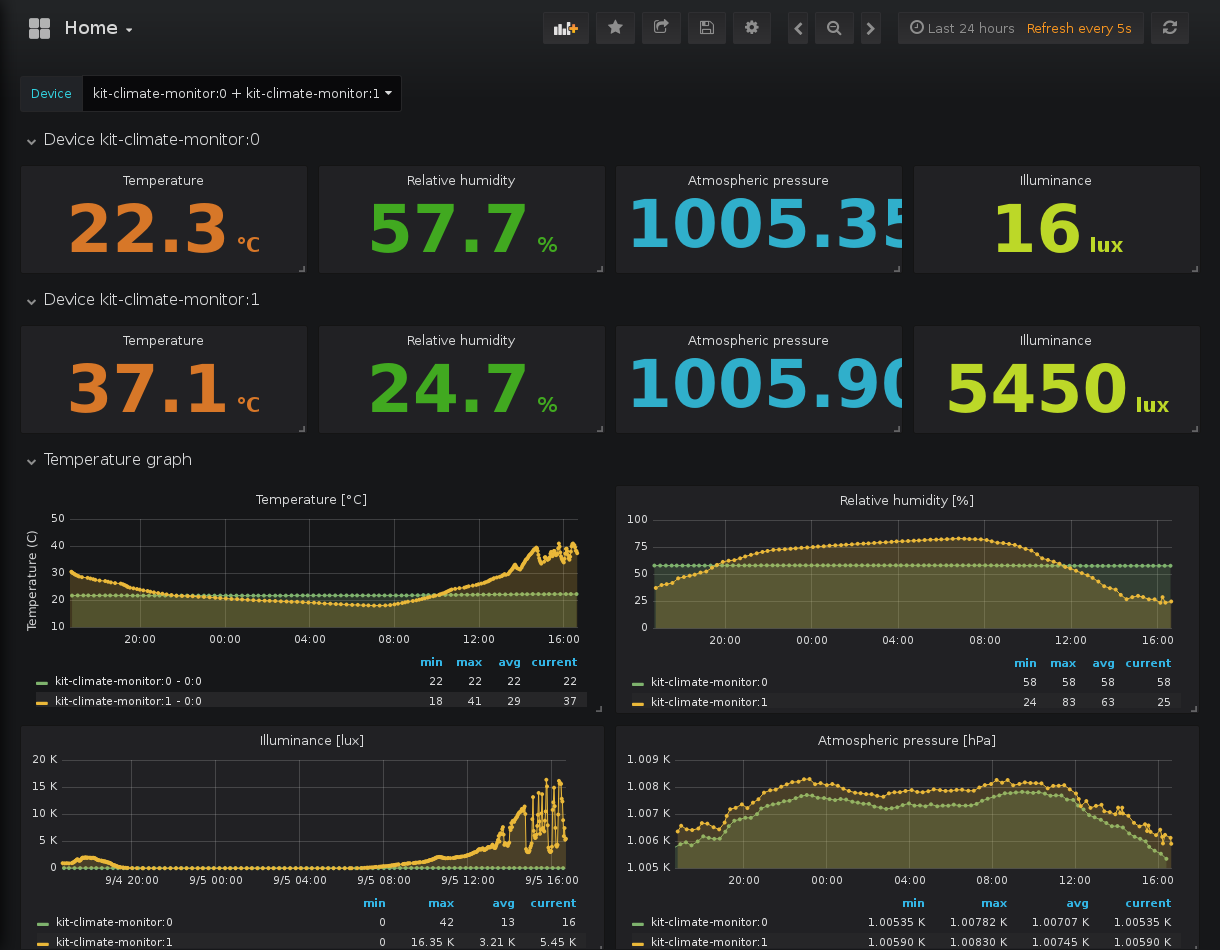 Home
Last 24 hours Refresh every 5s
Device kit-climate-monitor:0 + kit-climate-monitor:1
Device kit-climate-monitor:0
Temperature Relative humidity Atmospheric pressure Illuminance
22.3 °C 57.7 % 1005.35 16 lux
Device kit-climate-monitor:1
Temperature Relative humidity Atmospheric pressure Illuminance
37.1 °C 24.7 % 1005.90 5450 lux
Temperature graph
Temperature [°C]
Temperature (C)
50
40
30
20
10
20:00 00:00 04:00 08:00 12:00 16:00
min max avg current
kit-climate-monitor:0 - 0:0 22 22 22 22
kit-climate-monitor:1 - 0:0 18 41 29 37
Relative humidity [%]
100
75
50
25
0
20:00 00:00 04:00 08:00 12:00 16:00
min max avg current
kit-climate-monitor:0 58 58 58 58
kit-climate-monitor:1 24 83 63 25
Illuminance [lux]
20 K
15 K
10 K
5 K
0
9/4 20:00 9/5 00:00 9/5 04:00 9/5 08:00 9/5 12:00 9/5 16:00
min max avg current
kit-climate-monitor:0 0 42 13 16
kit-climate-monitor:1 0 16.35 K 3.21 K 5.45 K
Atmospheric pressure [hPa]
1.009 K
1.008 K
1.007 K
1.006 K
1.005 K
20:00 00:00 04:00 08:00 12:00 16:00
min max avg current
kit-climate-monitor:0 1.00535 K 1.00782 K 1.00707 K 1.00535 K
kit-climate-monitor:1 1.00590 K 1.00830 K 1.00745 K 1.00590 K